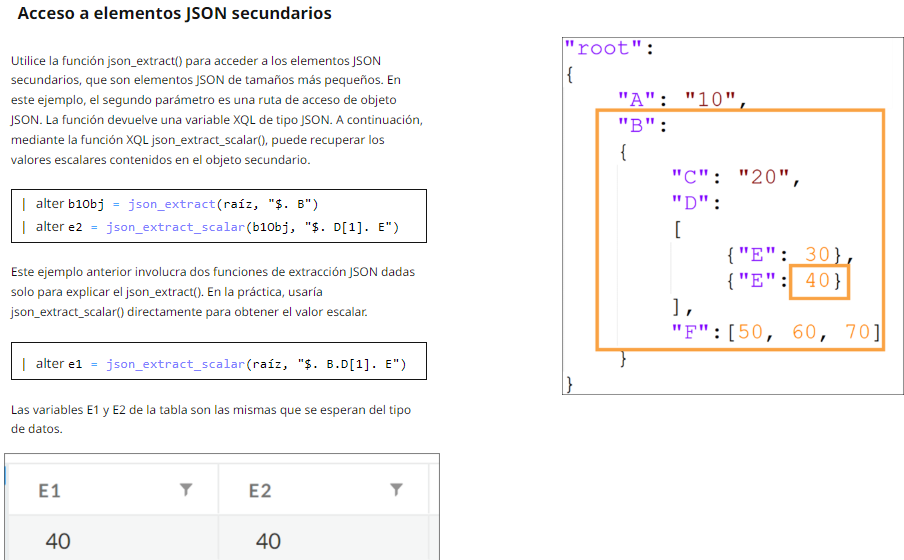 Acceso a elementos JSON secundarios
Utilice la función json_extract() para acceder a los elementos JSON
secundarios, que son elementos JSON de tamaños más pequeños. En
este ejemplo, el segundo parámetro es una ruta de acceso de objeto
JSON. La función devuelve una variable XQL de tipo JSON. A continuación,
mediante la función XQL json_extract_scalar(), puede recuperar los
valores escalares contenidos en el objeto secundario.
| alter b1Obj = json_extract(raíz, "$. B")
| alter e2 = json_extract_scalar(b1Obj, "$. D[1]. E")
Este ejemplo anterior involucra dos funciones de extracción JSON dadas
solo para explicar el json_extract(). En la práctica, usaría
json_extract_scalar() directamente para obtener el valor escalar.
| alter e1 = json_extract_scalar(raíz, "$. B.D[1]. E")
Las variables E1 y E2 de la tabla son las mismas que se esperan del tipo
de datos.
E1 E2
40 40
"root":
{
"A": "10",
"B":
{
"C": "20",
"D":
[
{"E": 30},
{"E": 40}
],
"F":[50, 60, 70]
}
}